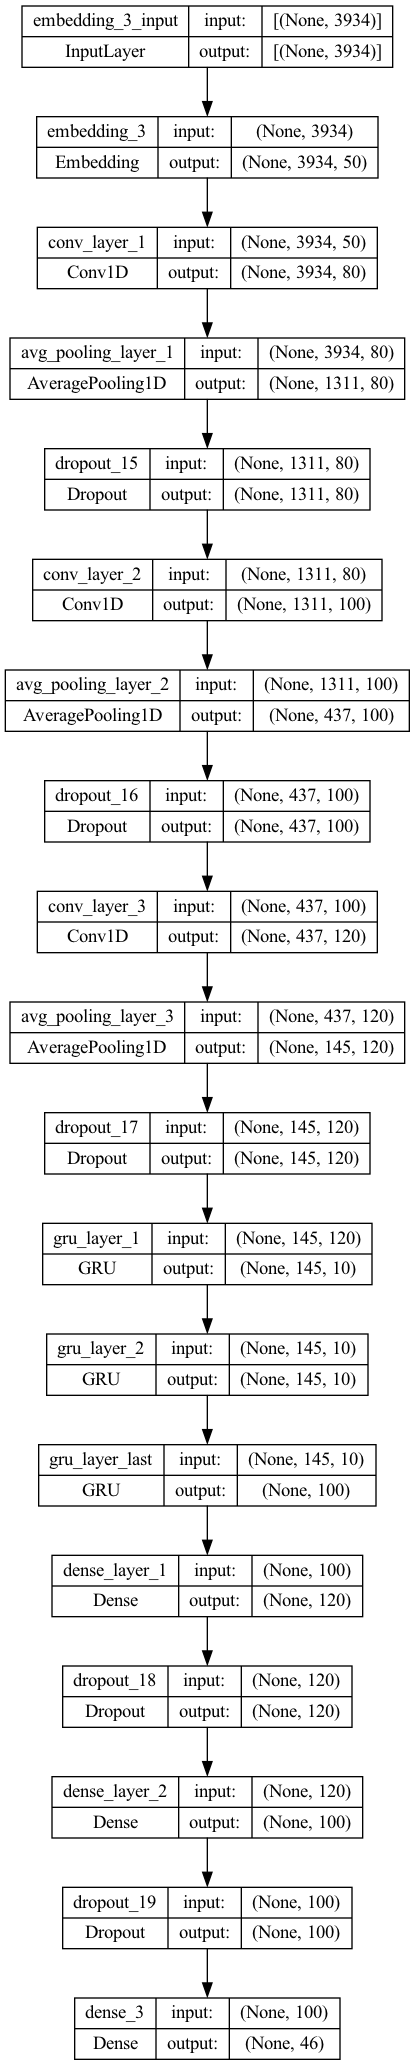 embedding_3_input input: [(None, 3934)]
InputLayer output: [(None, 3934)]
embedding_3 input: (None, 3934)
Embedding output: (None, 3934, 50)
conv_layer_1 input: (None, 3934, 50)
Conv1D output: (None, 3934, 80)
avg_pooling_layer_1 input: (None, 3934, 80)
AveragePooling1D output: (None, 1311, 80)
dropout_15 input: (None, 1311, 80)
Dropout output: (None, 1311, 80)
conv_layer_2 input: (None, 1311, 80)
Conv1D output: (None, 1311, 100)
avg_pooling_layer_2 input: (None, 1311, 100)
AveragePooling1D output: (None, 437, 100)
dropout_16 input: (None, 437, 100)
Dropout output: (None, 437, 100)
conv_layer_3 input: (None, 437, 100)
Conv1D output: (None, 437, 120)
avg_pooling_layer_3 input: (None, 437, 120)
AveragePooling1D output: (None, 145, 120)
dropout_17 input: (None, 145, 120)
Dropout output: (None, 145, 120)
gru_layer_1 input: (None, 145, 120)
GRU output: (None, 145, 10)
gru_layer_2 input: (None, 145, 10)
GRU output: (None, 145, 10)
gru_layer_last input: (None, 145, 10)
GRU output: (None, 100)
dense_layer_1 input: (None, 100)
Dense output: (None, 120)
dropout_18 input: (None, 120)
Dropout output: (None, 120)
dense_layer_2 input: (None, 120)
Dense output: (None, 100)
dropout_19 input: (None, 100)
Dropout output: (None, 100)
dense_3 input: (None, 100)
Dense output: (None, 46)